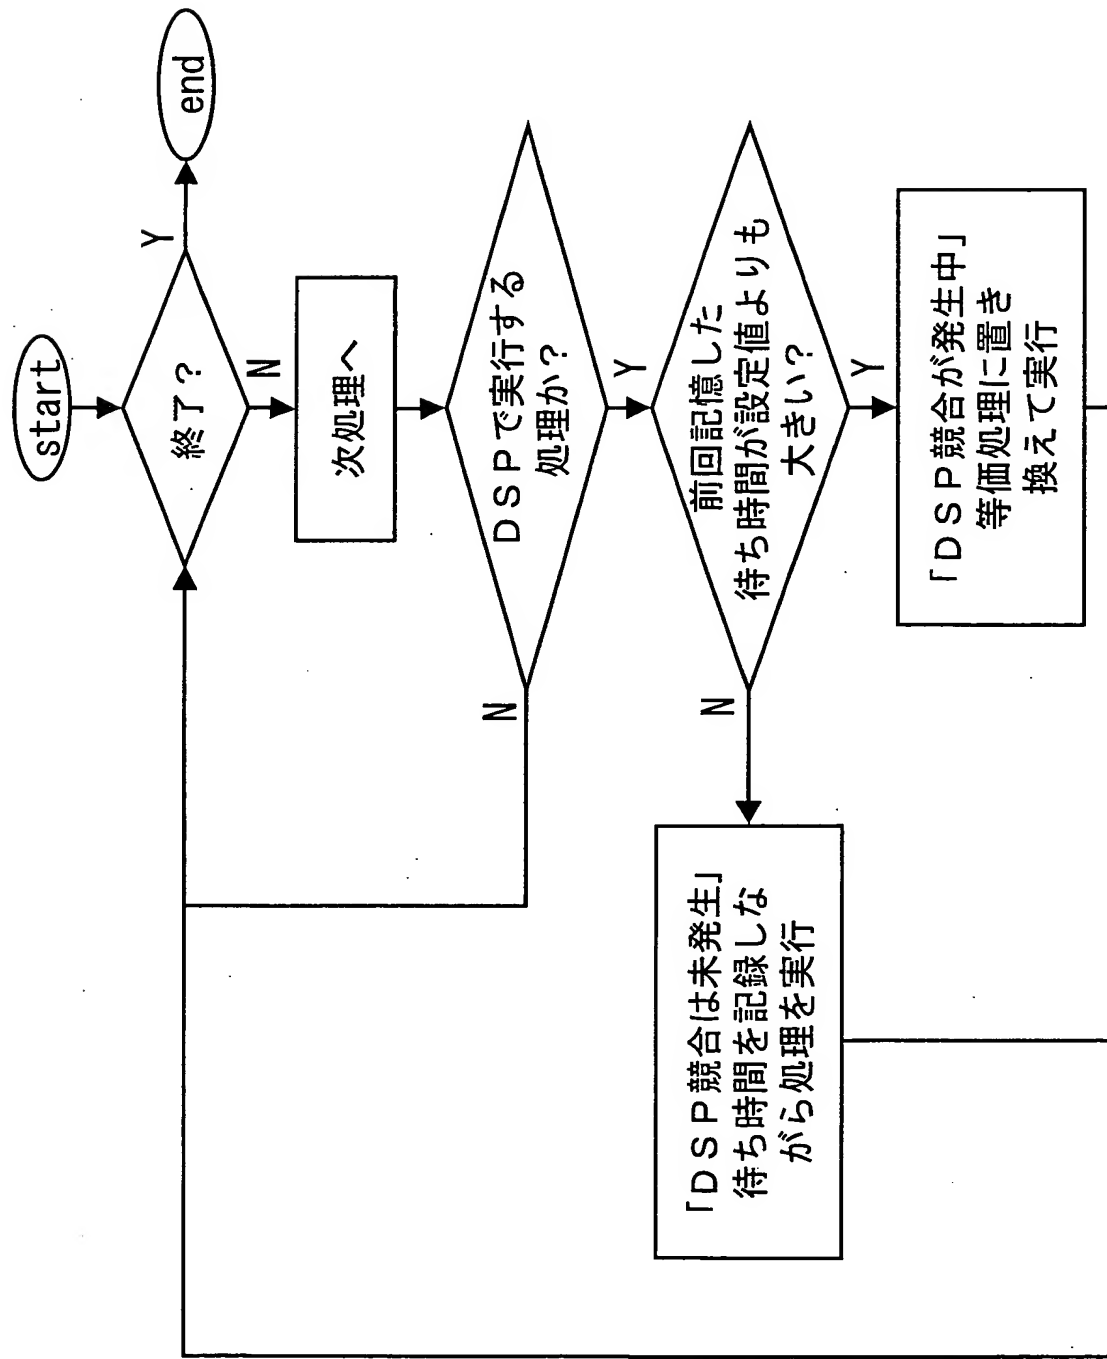 start
終了?
Y
end
N
次処理へ
DSPで実行する
処理か?
N
Y
前回記憶した
待ち時間が設定値よりも
大きい?
N
Y
「DSP競合は未発生」
待ち時間を記録しな
がら処理を実行
「DSP競合が発生中」
等価処理に置き
換えて実行